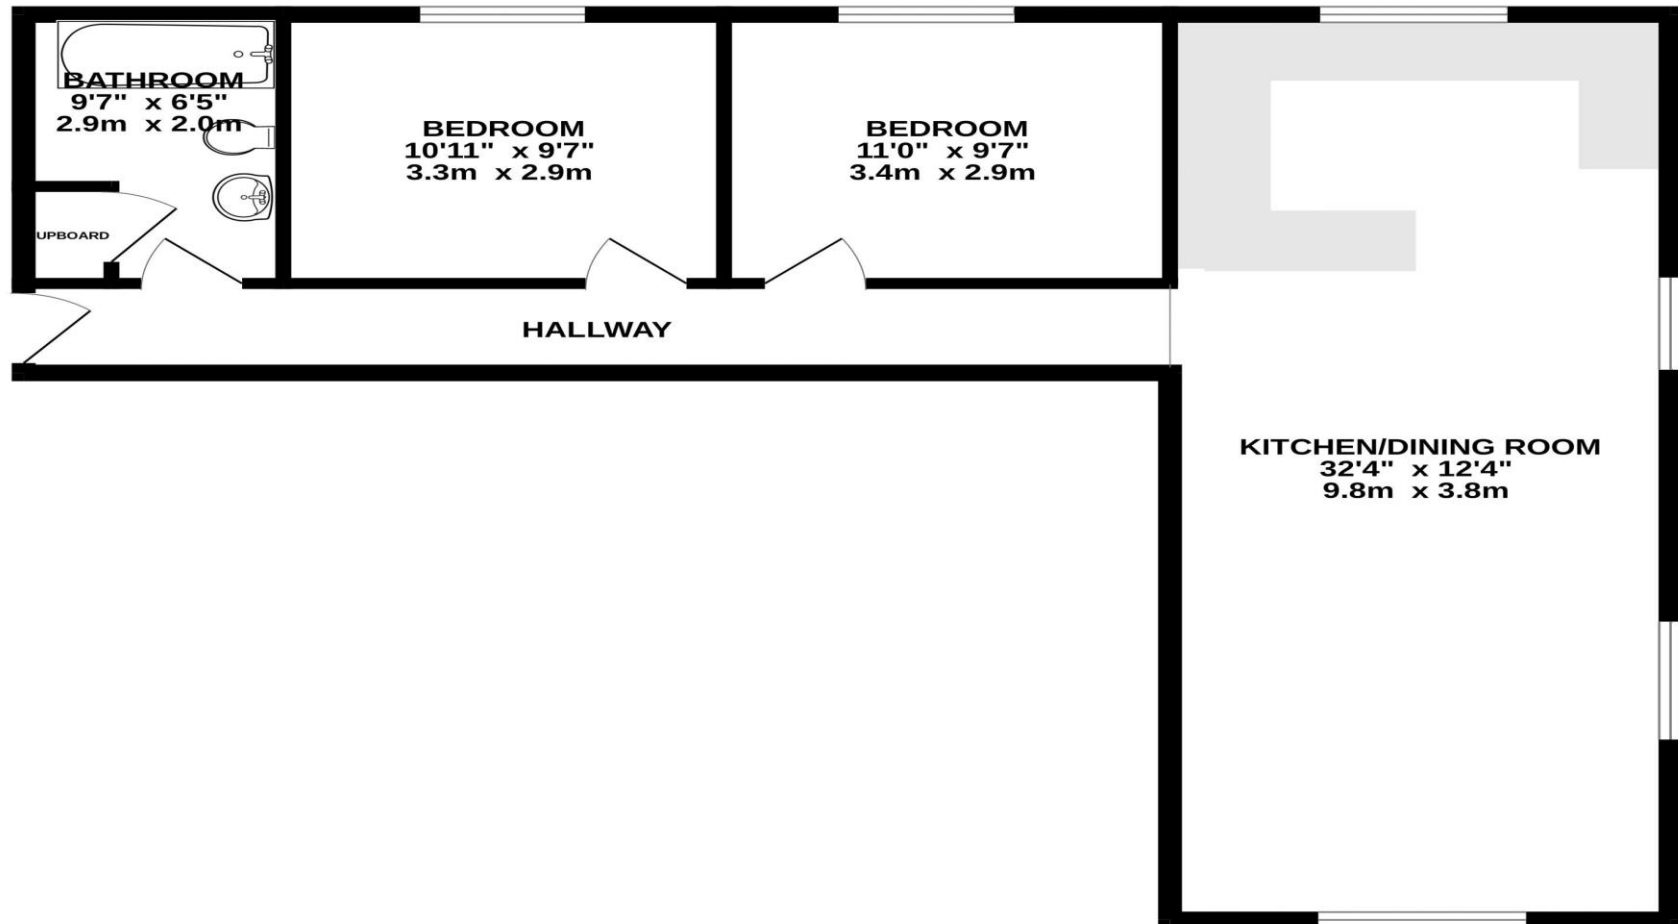 BATHROOM
9'7" x 6'5"
2.9m x 2.0m
BEDROOM
10'11" x 9'7"
3.3m x 2.9m
BEDROOM
11'0" x 9'7"
3.4m x 2.9m
UPBOARD
HALLWAY
KITCHEN/DINING ROOM
32'4" x 12'4"
9.8m x 3.8m